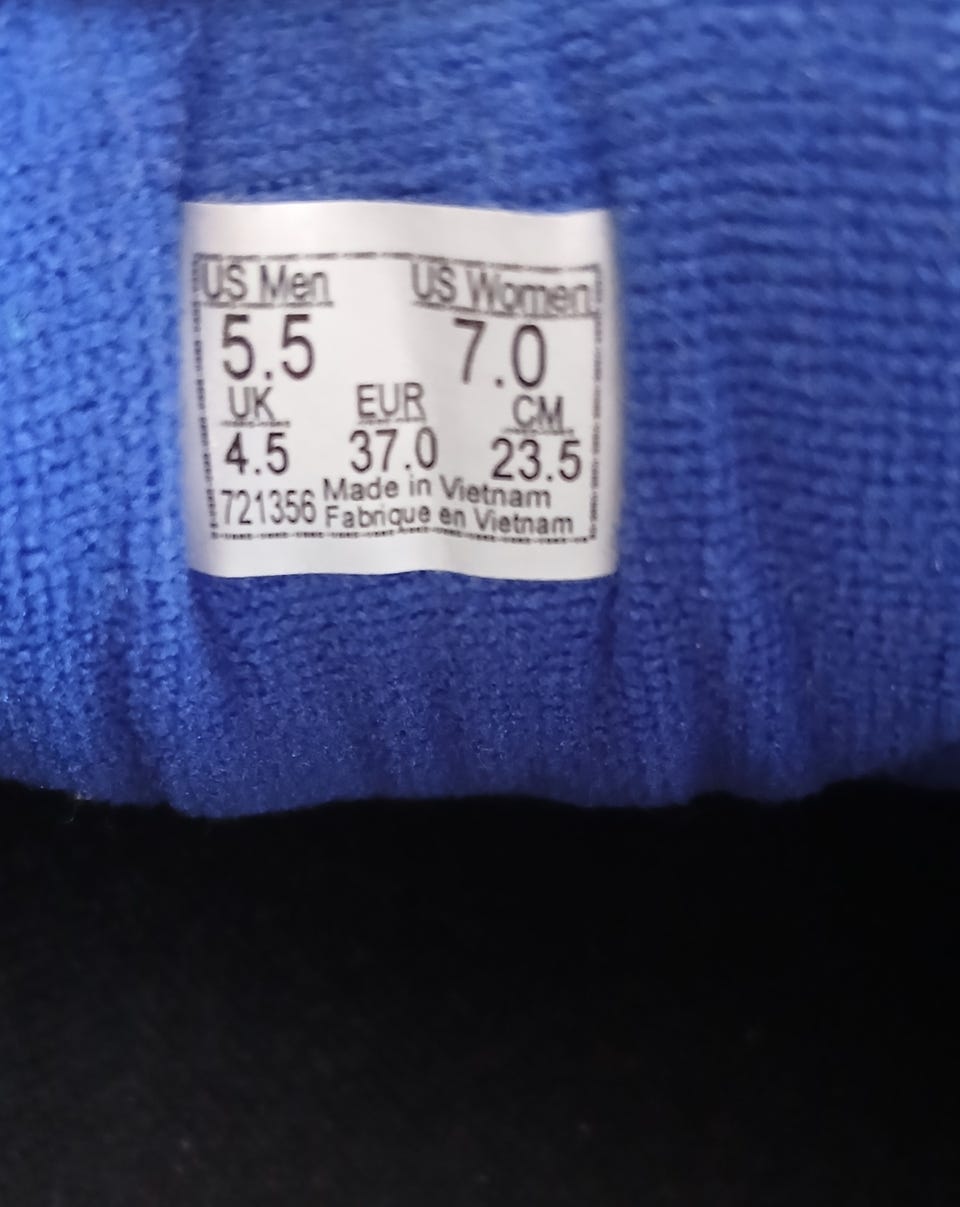 US Men US Women
5.5 7.0
UK EUR CM
4.5 37.0 23.5
721356 Made in Vietnam
Fabrique en Vietnam